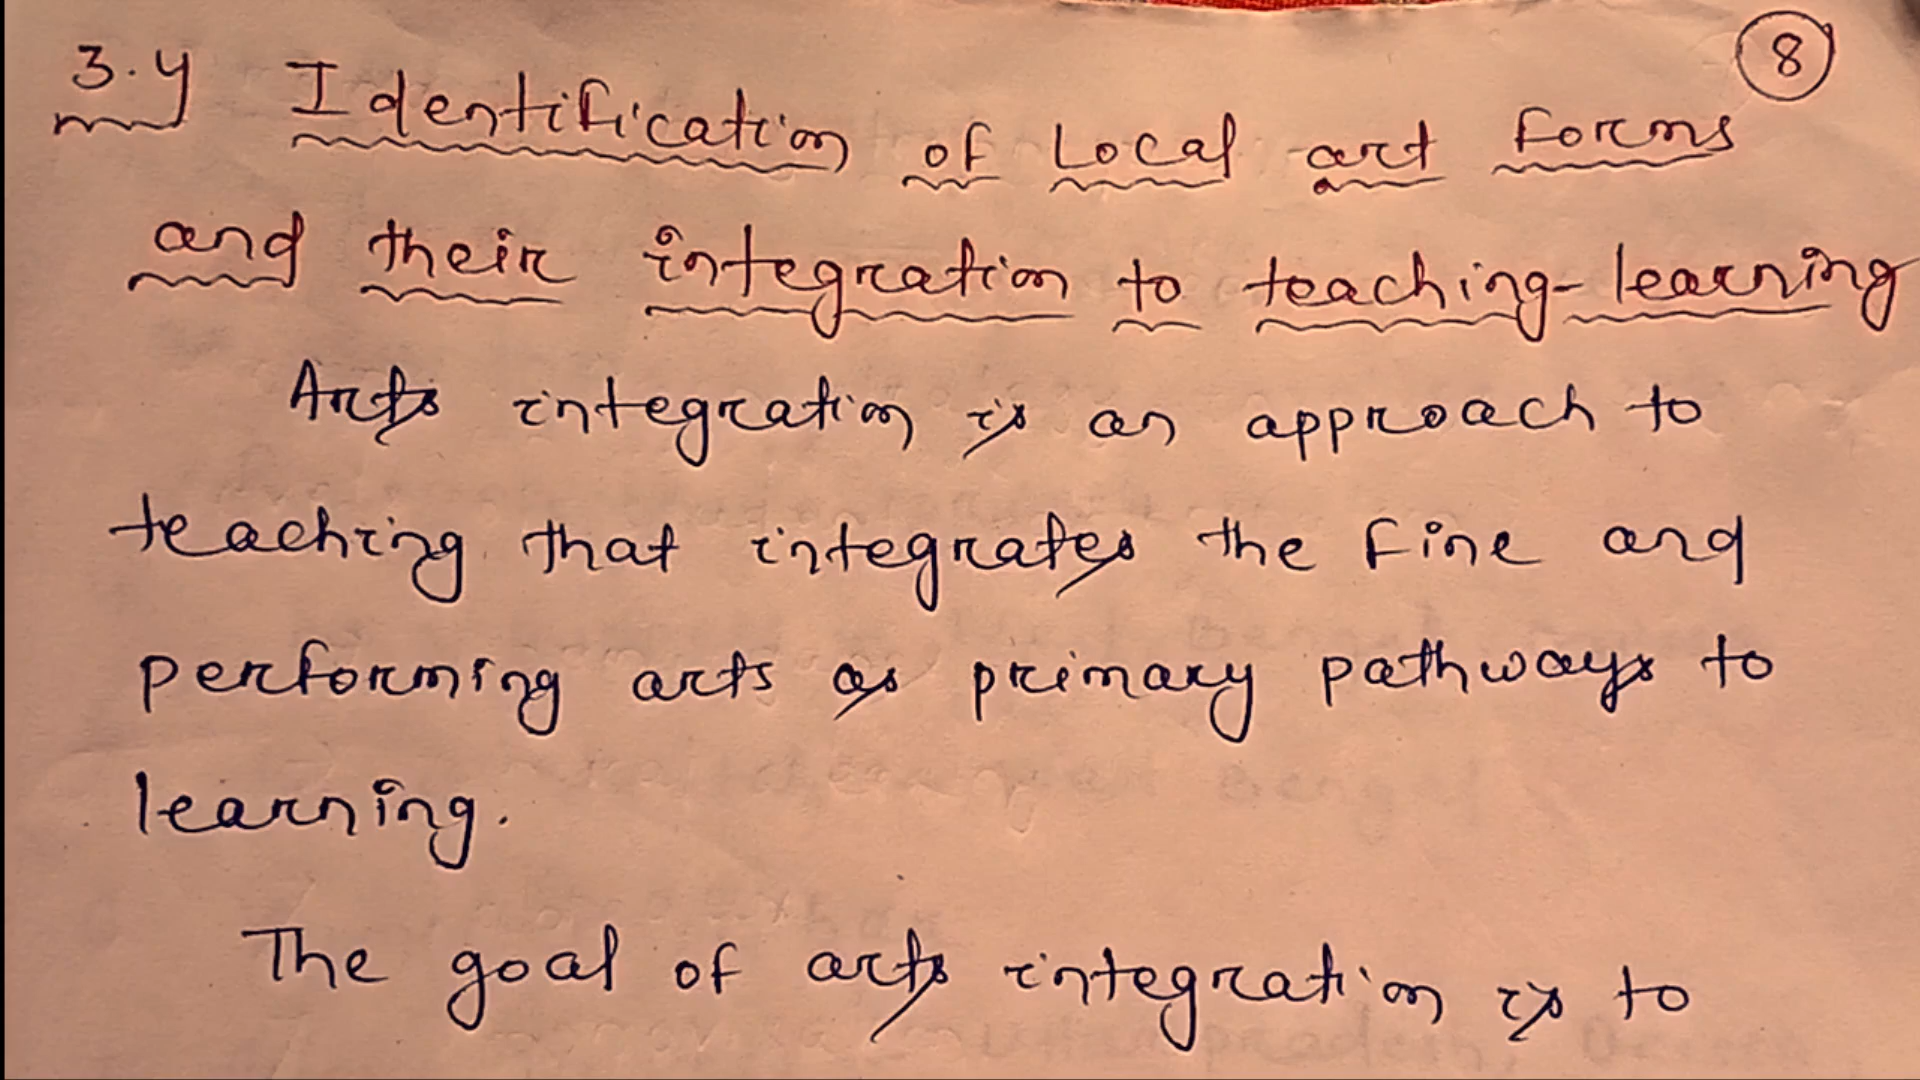 8
3.4 Identification of Local art forms
and their integration to teaching-learning
Arts integration is an approach to
teaching that integrates the fine and
performing arts as primary pathways to
learning.
The goal of arts integration is to